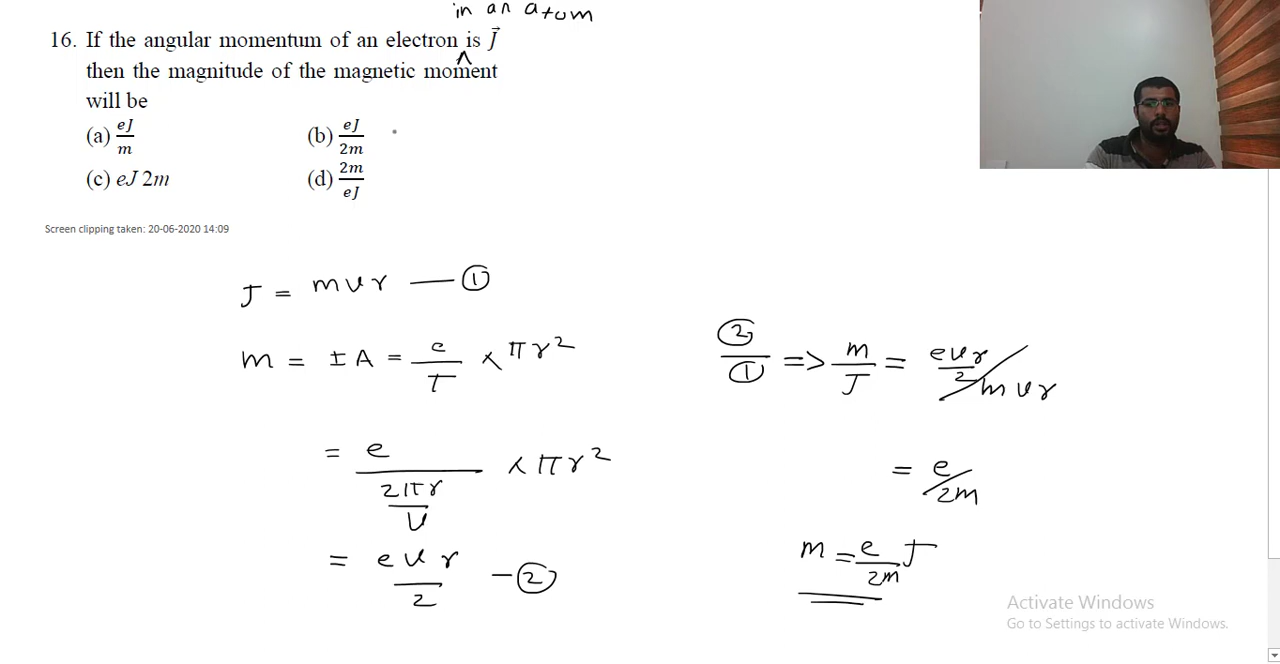 in an atom
16. If the angular momentum of an electron is J⃗
^
then the magnitude of the magnetic moment
will be
(a) eJ/m (b) eJ/2m
(c) eJ 2m (d) 2m/eJ
Screen clipping taken: 20-06-2020 14:09
J = mvr — ①
m = IA = e/T × πr²
= e/(2πr/v) × πr²
= evr/2 – ②
②/① => m/J = evr/2 / mvr
= e/2m
m = e/2m J
Activate Windows
Go to Settings to activate Windows.